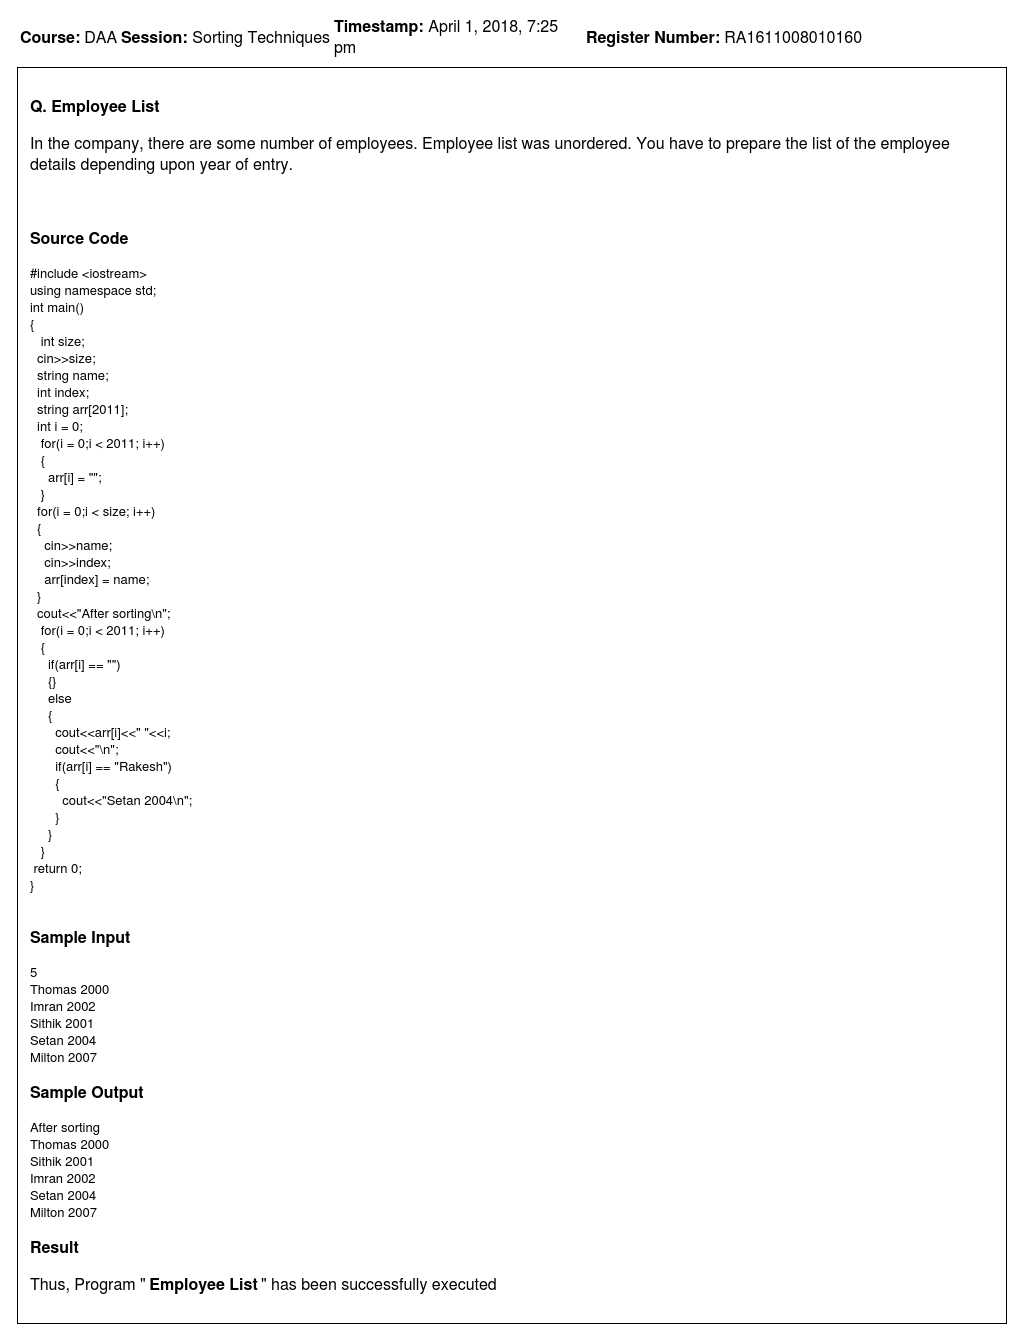 Course: DAA Session: Sorting Techniques Timestamp: April 1, 2018, 7:25 pm Register Number: RA1611008010160
Q. Employee List
In the company, there are some number of employees. Employee list was unordered. You have to prepare the list of the employee
details depending upon year of entry.
Source Code
#include <iostream>
using namespace std;
int main()
{
   int size;
  cin>>size;
  string name;
  int index;
  string arr[2011];
  int i = 0;
   for(i = 0;i < 2011; i++)
   {
     arr[i] = "";
   }
  for(i = 0;i < size; i++)
  {
    cin>>name;
    cin>>index;
    arr[index] = name;
  }
  cout<<"After sorting\n";
   for(i = 0;i < 2011; i++)
   {
     if(arr[i] == "")
     {}
     else
     {
       cout<<arr[i]<<" "<<i;
       cout<<"\n";
       if(arr[i] == "Rakesh")
       {
         cout<<"Setan 2004\n";
       }
     }
   }
 return 0;
}
Sample Input
5
Thomas 2000
Imran 2002
Sithik 2001
Setan 2004
Milton 2007
Sample Output
After sorting
Thomas 2000
Sithik 2001
Imran 2002
Setan 2004
Milton 2007
Result
Thus, Program " Employee List " has been successfully executed